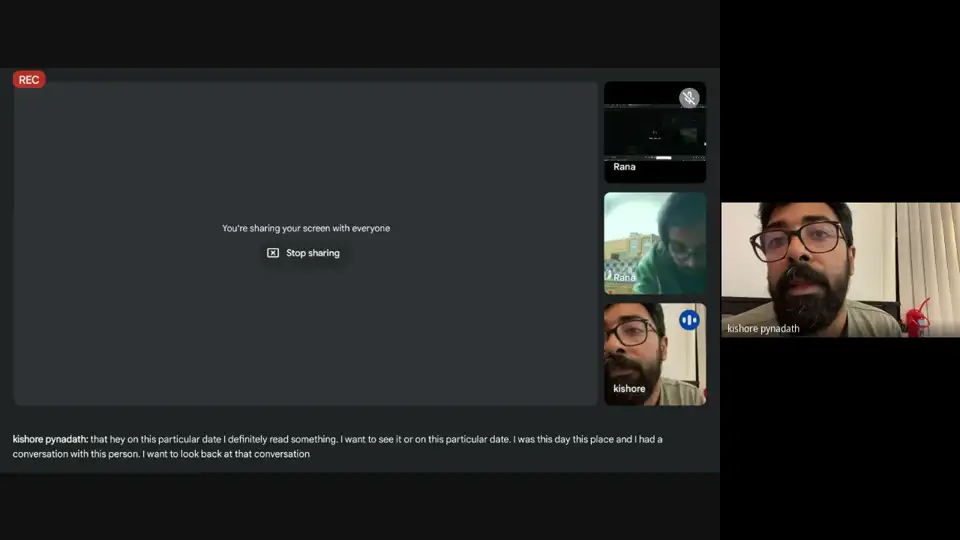 REC
Rana
You're sharing your screen with everyone
Stop sharing
Rana
kishore pynadath
kishore
kishore pynadath: that hey on this particular date I definitely read something. I want to see it or on this particular date. I was this day this place and I had a
conversation with this person. I want to look back at that conversation